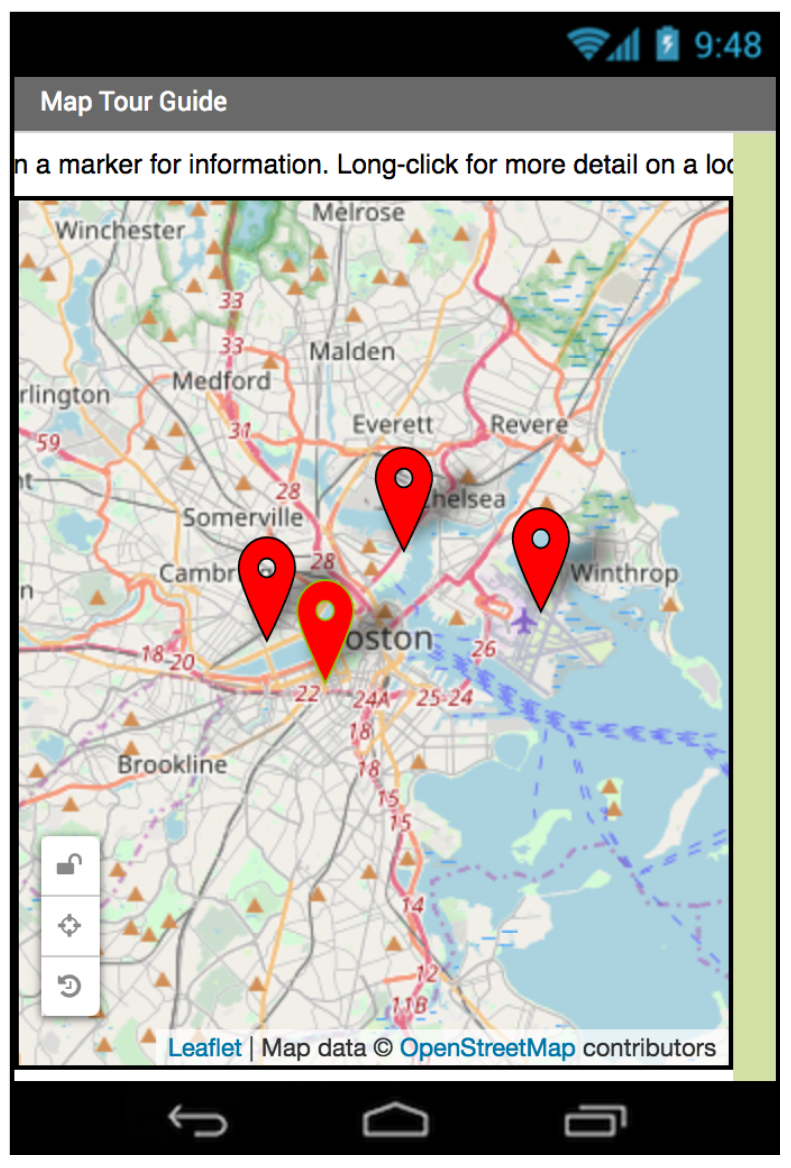 9:48
Map Tour Guide
n a marker for information. Long-click for more detail on a loc
Melrose
Winchester
33
33
Malden
Medford
rlington
Everett
Revere
31
59
28
helsea
Somerville
28
Cambr
Winthrop
n
oston
18-20
26
22
24A
25-24
18
Brookline
18
15
15
14
12
11B
Leaflet | Map data © OpenStreetMap contributors